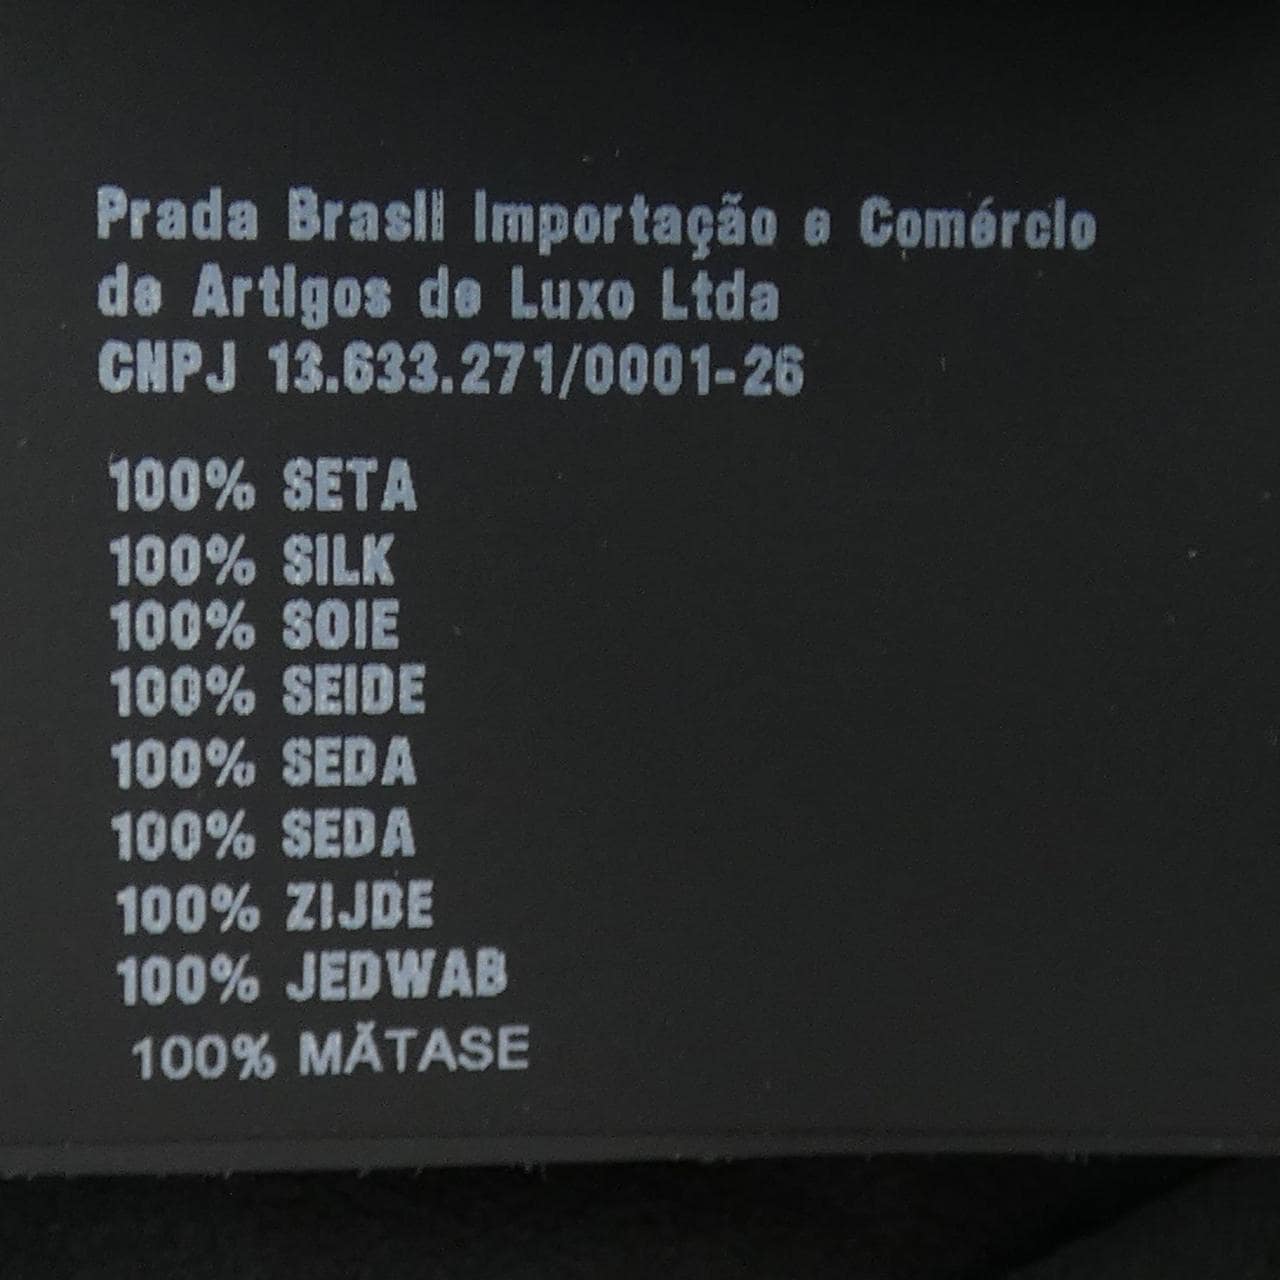 Prada Brasil Importação e Comércio
de Artigos de Luxo Ltda
CNPJ 13.633.271/0001-26
100% SETA
100% SILK
100% SOIE
100% SEIDE
100% SEDA
100% SEDA
100% ZIJDE
100% JEDWAB
100% MĂTASE